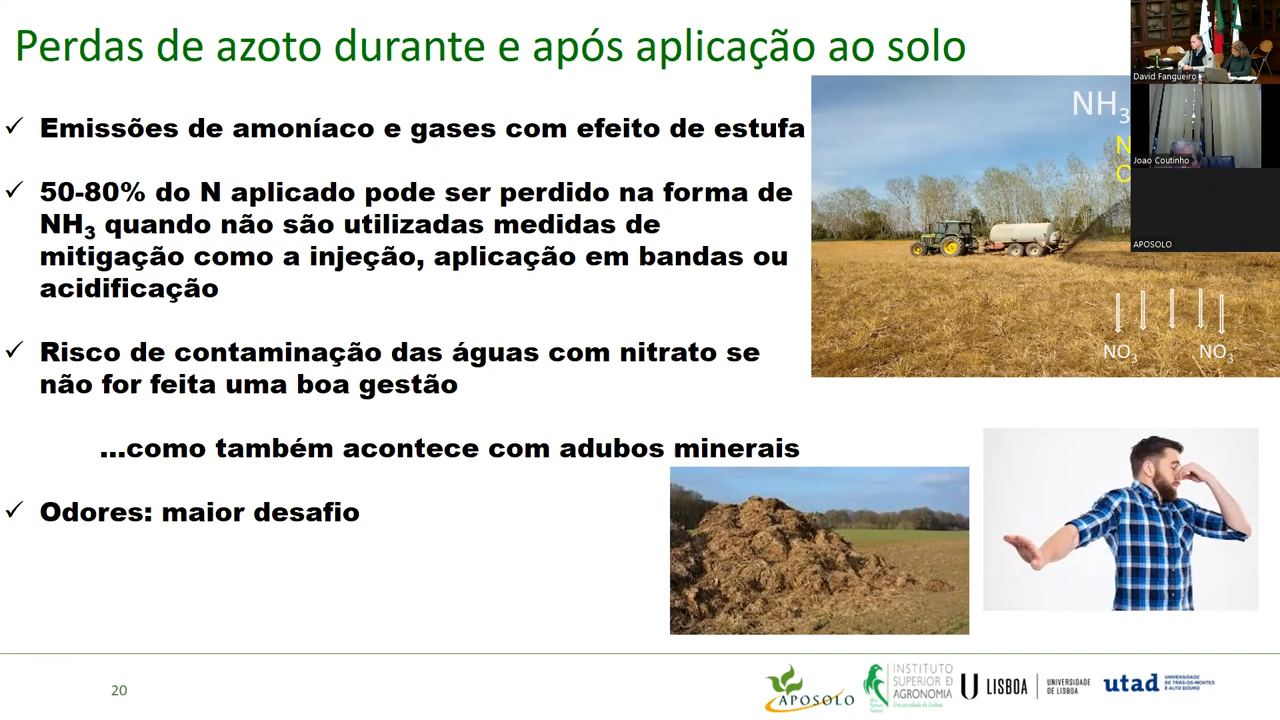 Perdas de azoto durante e após aplicação ao solo
✓ Emissões de amoníaco e gases com efeito de estufa
✓ 50-80% do N aplicado pode ser perdido na forma de
NH3 quando não são utilizadas medidas de
mitigação como a injeção, aplicação em bandas ou
acidificação
✓ Risco de contaminação das águas com nitrato se
não for feita uma boa gestão
...como também acontece com adubos minerais
✓ Odores: maior desafio
NH3
N
C
NO3 NO3
David Fangueiro
Joao Coutinho
APOSOLO
20
APOSOLO
INSTITUTO
SUPERIOR D
AGRONOMIA
Universidade de Lisboa
U LISBOA
UNIVERSIDADE
DE LISBOA
utad
UNIVERSIDADE
DE TRÁS-OS-MONTES
E ALTO DOURO